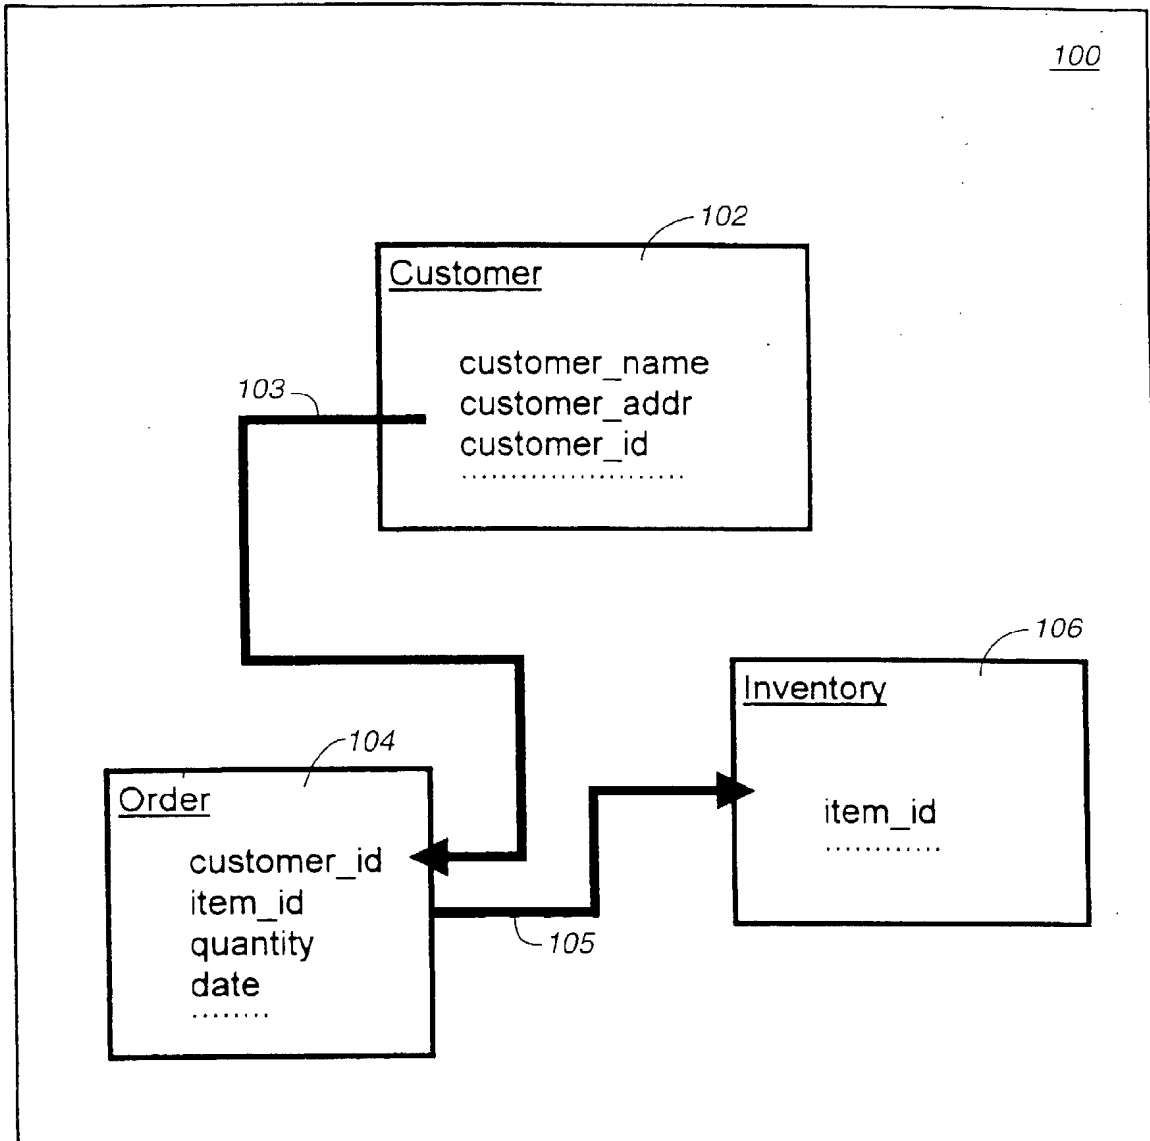 100
102
Customer
customer_name
103
customer_addr
customer_id
......................
106
Inventory
104
Order
item_id
............
customer_id
item_id
quantity
105
date
........